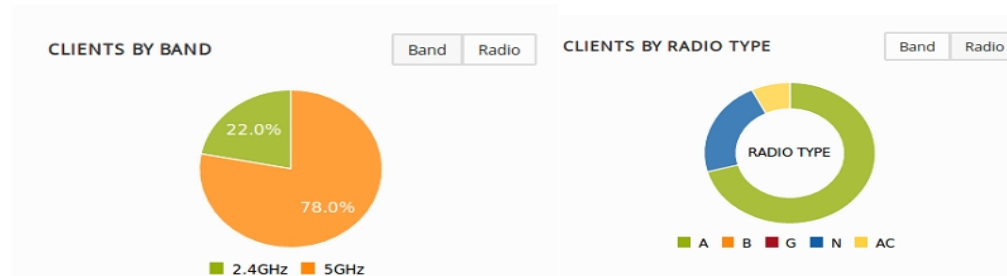 CLIENTS BY BAND
Band Radio
22.0%
78.0%
2.4GHz 5GHz
CLIENTS BY RADIO TYPE
Band Radio
RADIO TYPE
A B G N AC